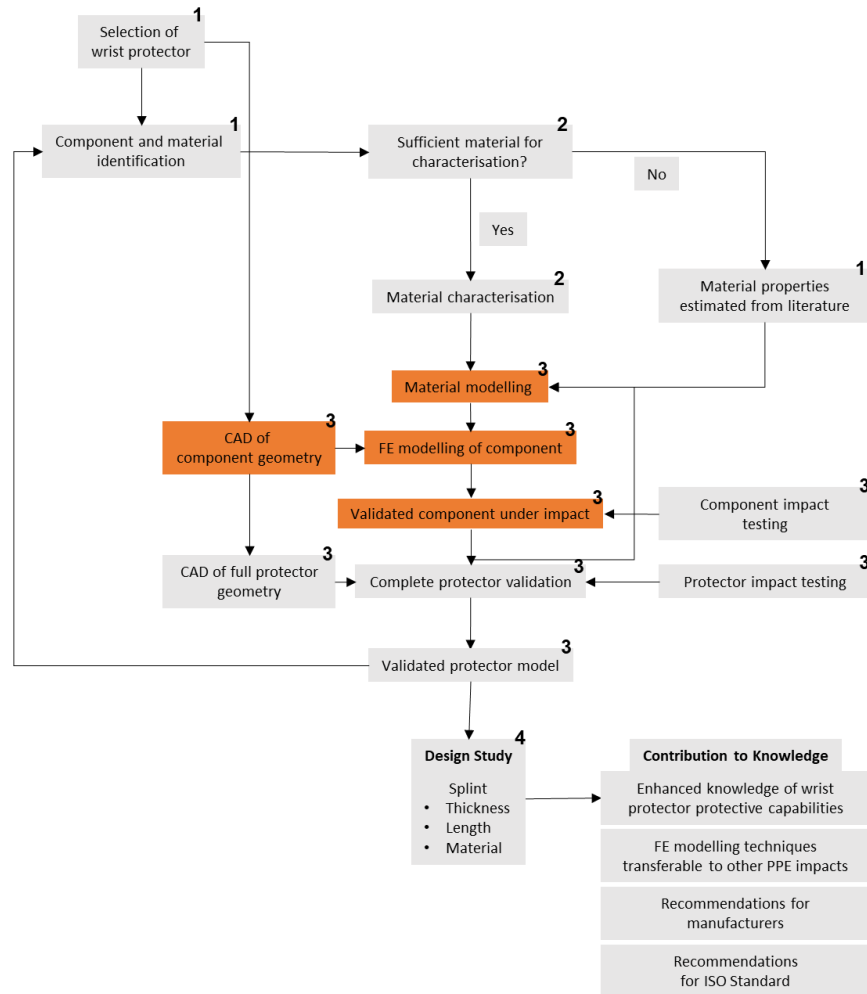 1
Selection of
wrist protector
1
Component and material
identification
2
Sufficient material for
characterisation?
No
Yes
2
Material characterisation
1
Material properties
estimated from literature
3
Material modelling
3
CAD of
component geometry
3
FE modelling of component
3
Validated component under impact
3
Component impact
testing
3
CAD of full protector
geometry
3
Complete protector validation
3
Protector impact testing
3
Validated protector model
4
Design Study
Splint
• Thickness
• Length
• Material
Contribution to Knowledge
Enhanced knowledge of wrist
protector protective capabilities
FE modelling techniques
transferable to other PPE impacts
Recommendations for
manufacturers
Recommendations
for ISO Standard